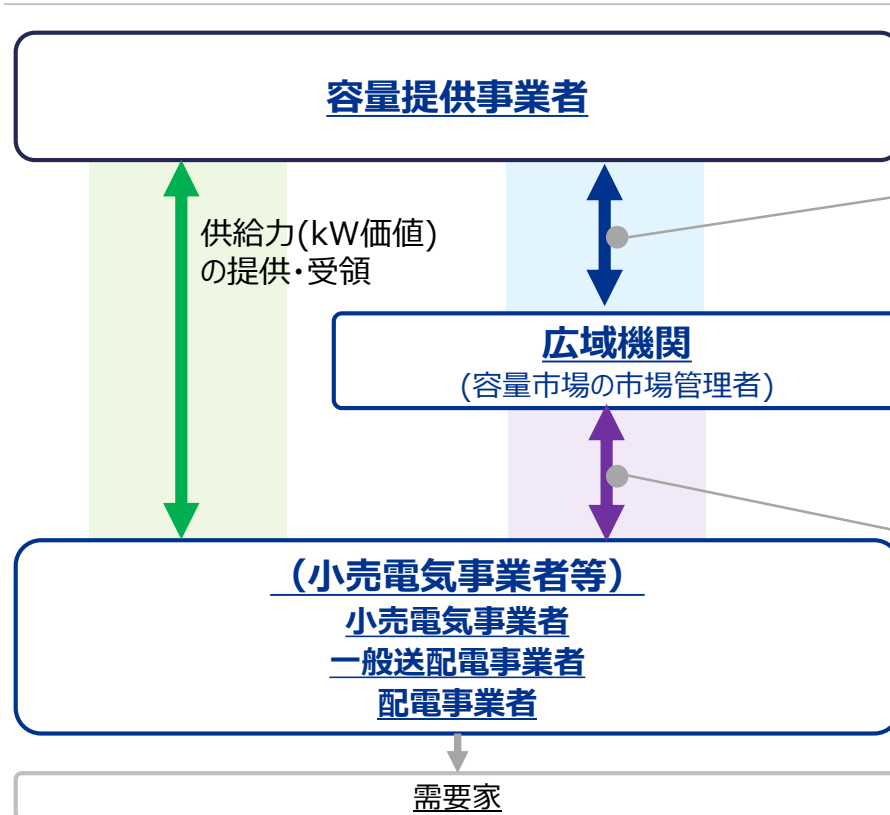 容量提供事業者
供給力(kW価値)
の提供・受領
広域機関
(容量市場の市場管理者)
（小売電気事業者等）
小売電気事業者
一般送配電事業者
配電事業者
需要家